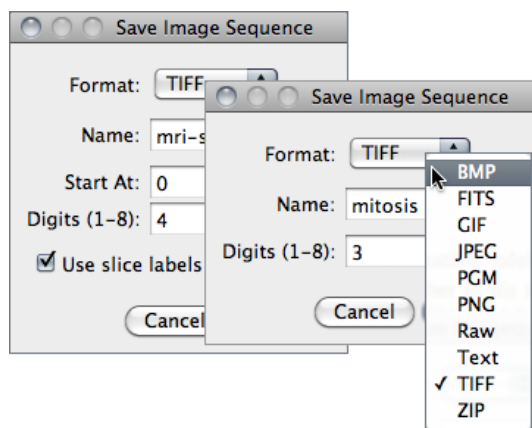 Save Image Sequence
Format: TIFF
Name: mri-s
Start At: 0
Digits (1-8): 4
Use slice labels
Cancel
Save Image Sequence
Format: TIFF
Name: mitosis
Digits (1-8): 3
Cancel
BMP
FITS
GIF
JPEG
PGM
PNG
Raw
Text
✓ TIFF
ZIP